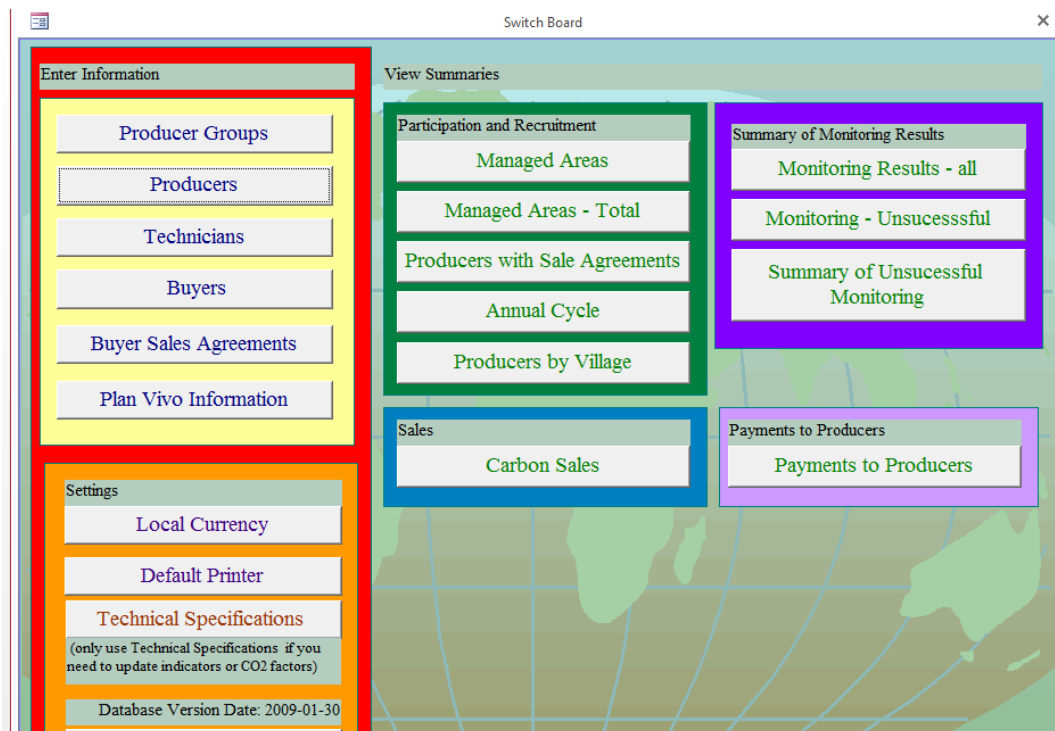 Switch Board
Enter Information
Producer Groups
Producers
Technicians
Buyers
Buyer Sales Agreements
Plan Vivo Information
Settings
Local Currency
Default Printer
Technical Specifications
(only use Technical Specifications if you
need to update indicators or CO2 factors)
Database Version Date: 2009-01-30
View Summaries
Participation and Recruitment
Managed Areas
Managed Areas - Total
Producers with Sale Agreements
Annual Cycle
Producers by Village
Summary of Monitoring Results
Monitoring Results - all
Monitoring - Unsucesssful
Summary of Unsucessful
Monitoring
Sales
Carbon Sales
Payments to Producers
Payments to Producers